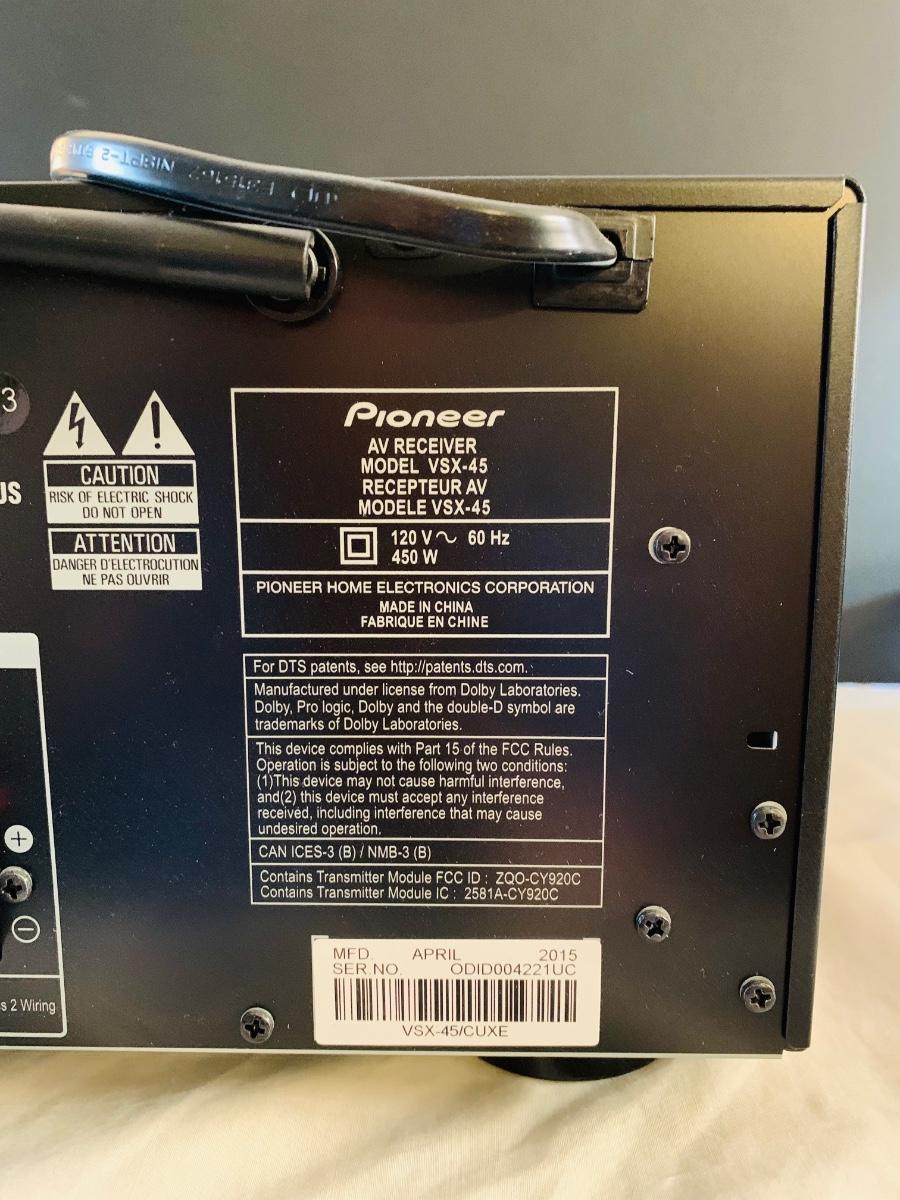 3
US
CAUTION
RISK OF ELECTRIC SHOCK
DO NOT OPEN
ATTENTION
DANGER D'ELECTROCUTION
NE PAS OUVRIR
Pioneer
AV RECEIVER
MODEL VSX-45
RECEPTEUR AV
MODELE VSX-45
120 V~ 60 Hz
450 W
PIONEER HOME ELECTRONICS CORPORATION
MADE IN CHINA
FABRIQUE EN CHINE
For DTS patents, see http://patents.dts.com.
Manufactured under license from Dolby Laboratories.
Dolby, Pro logic, Dolby and the double-D symbol are
trademarks of Dolby Laboratories.
This device complies with Part 15 of the FCC Rules.
Operation is subject to the following two conditions:
(1)This device may not cause harmful interference,
and(2) this device must accept any interference
received, including interference that may cause
undesired operation.
CAN ICES-3 (B) / NMB-3 (B)
Contains Transmitter Module FCC ID : ZQO-CY920C
Contains Transmitter Module IC : 2581A-CY920C
+
−
s 2 Wiring
MFD. APRIL 2015
SER.NO. ODID004221UC
VSX-45/CUXE